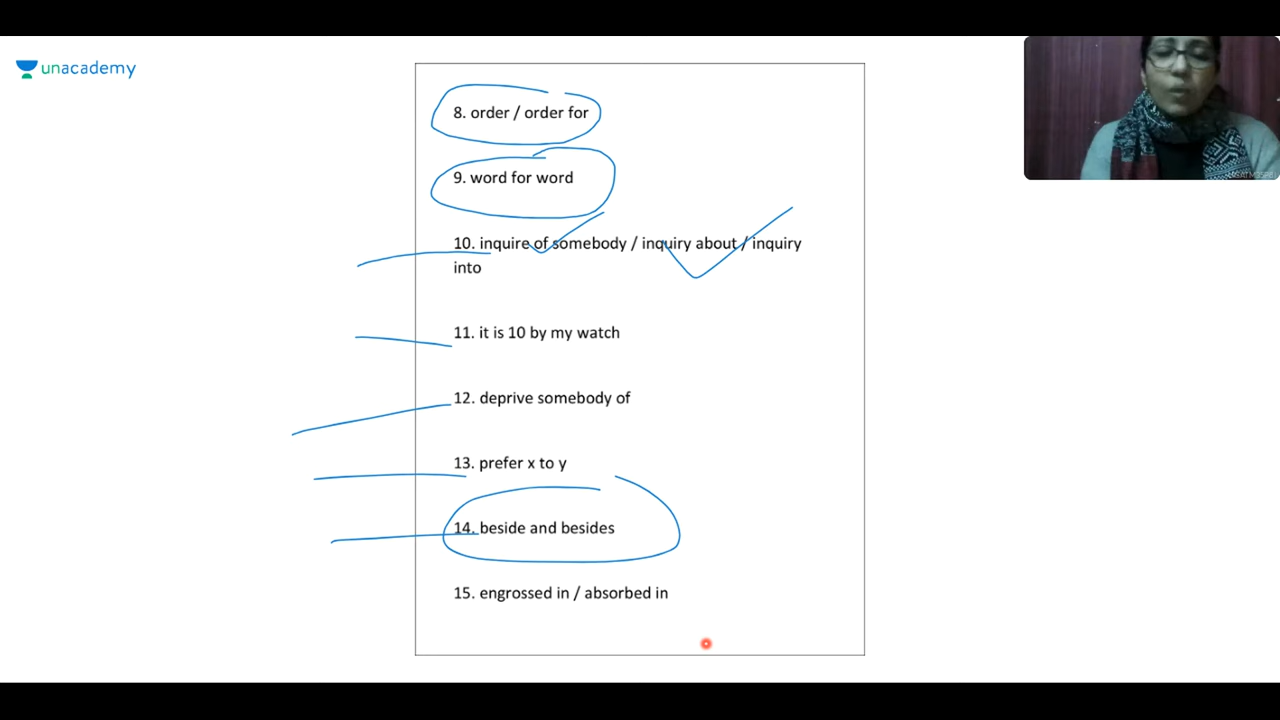 unacademy
8. order / order for
9. word for word
10. inquire of somebody / inquiry about / inquiry
into
11. it is 10 by my watch
12. deprive somebody of
13. prefer x to y
14. beside and besides
15. engrossed in / absorbed in